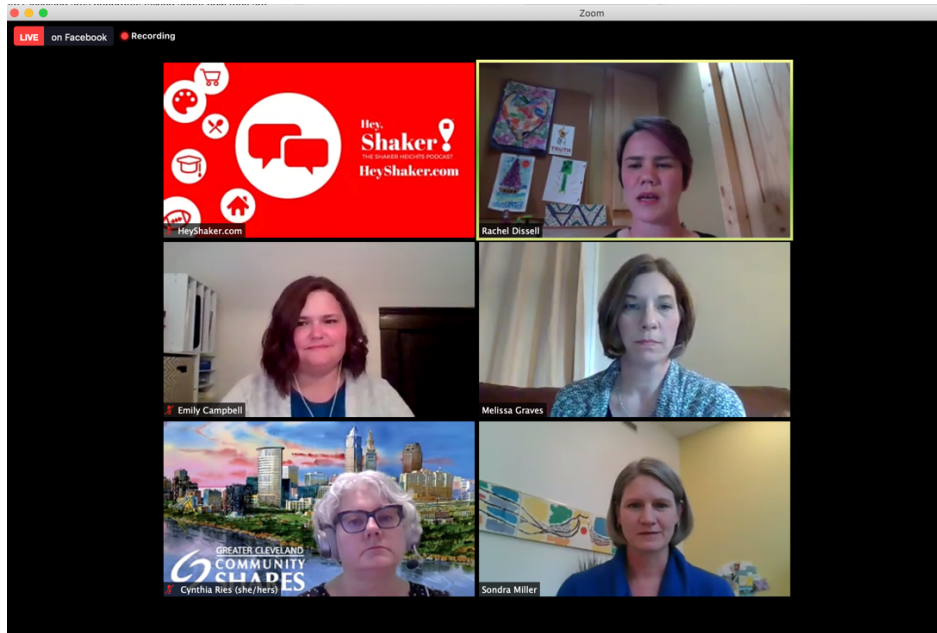 Zoom
LIVE on Facebook Recording
Hey,
Shaker!
THE SHAKER HEIGHTS PODCAST
HeyShaker.com
HeyShaker.com
TRUTH
Rachel Dissell
Emily Campbell
Melissa Graves
GREATER CLEVELAND
COMMUNITY
SHARES
Cynthia Ries (she/hers)
Sondra Miller